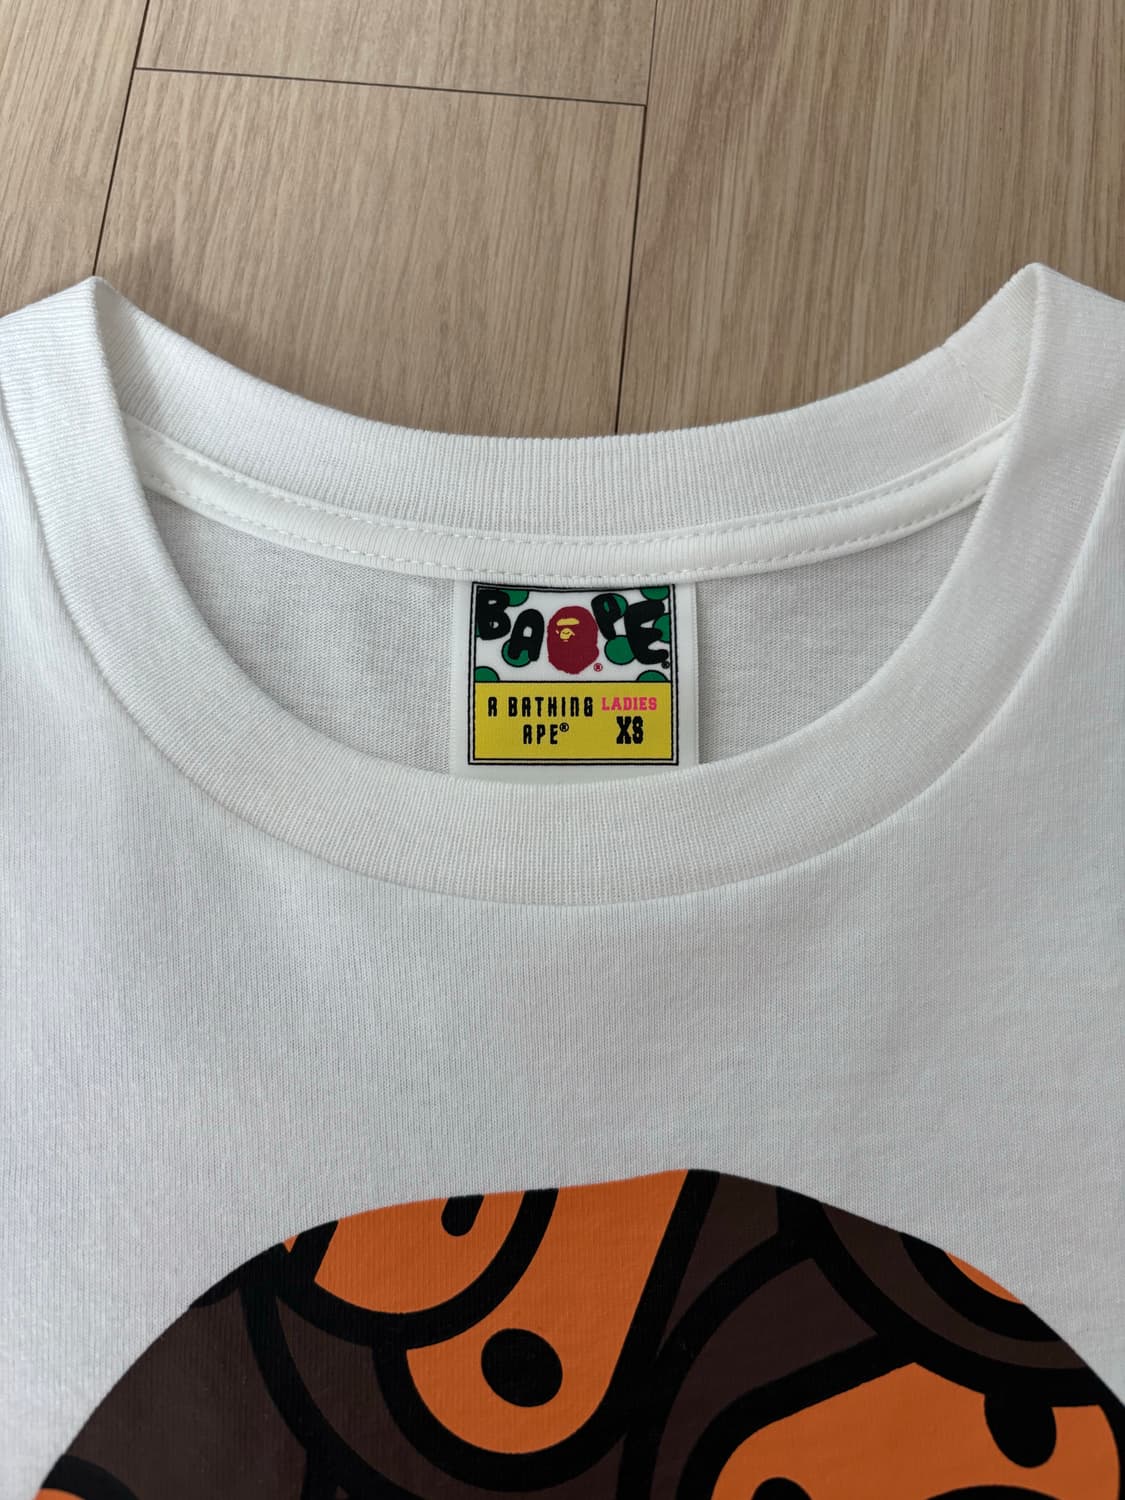 BAPE®
®
A BATHING LADIES
APE® XS